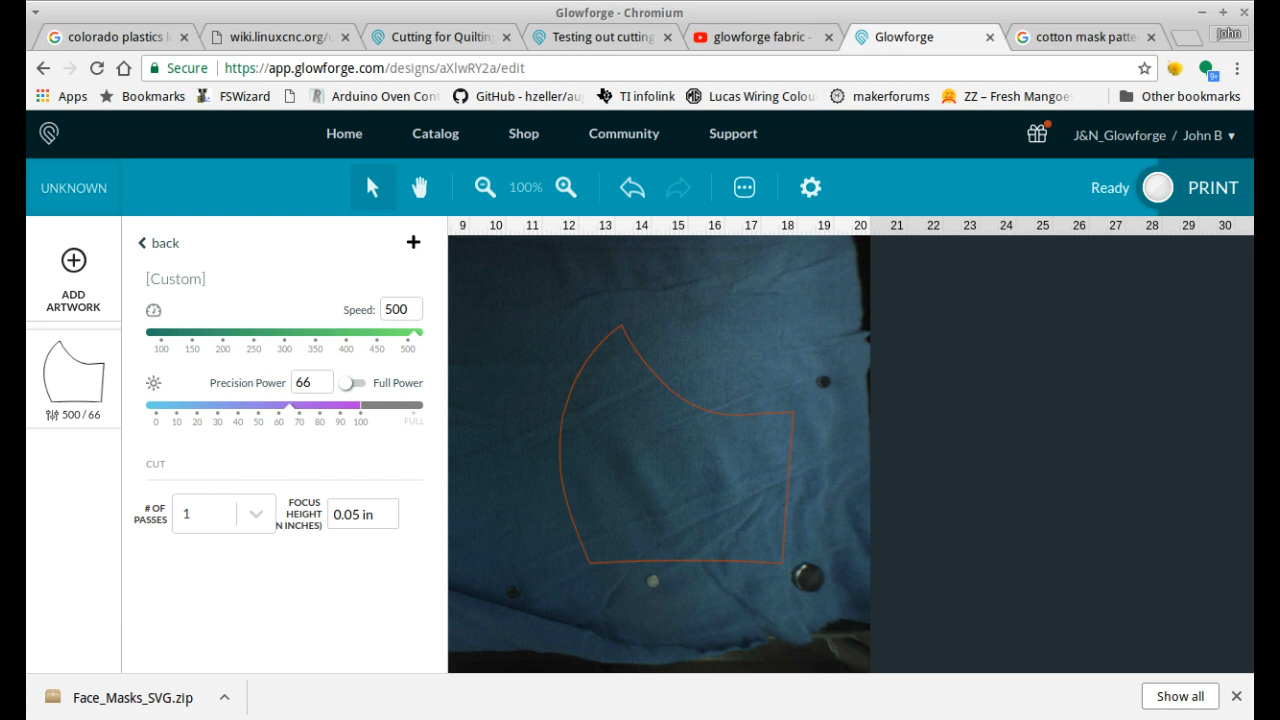 Glowforge - Chromium
colorado plastics
wiki.linuxcnc.org/
Cutting for Quiltin
Testing out cutting
glowforge fabric -
Glowforge
cotton mask patte
John
Secure https://app.glowforge.com/designs/aXlwRY2a/edit
Apps Bookmarks FSWizard Arduino Oven Con GitHub - hzeller/au TI infolink Lucas Wiring Colou makerforums ZZ – Fresh Mangoe Other bookmarks
Home Catalog Shop Community Support J&N_Glowforge / John B
UNKNOWN 100% Ready PRINT
9 10 11 12 13 14 15 16 17 18 19 20 21 22 23 24 25 26 27 28 29 30
back
ADD
ARTWORK
500 / 66
[Custom]
Speed: 500
100 150 200 250 300 350 400 450 500
Precision Power 66 Full Power
0 10 20 30 40 50 60 70 80 90 100 FULL
CUT
# OF
PASSES
1
FOCUS
HEIGHT
N INCHES)
0.05 in
Face_Masks_SVG.zip Show all